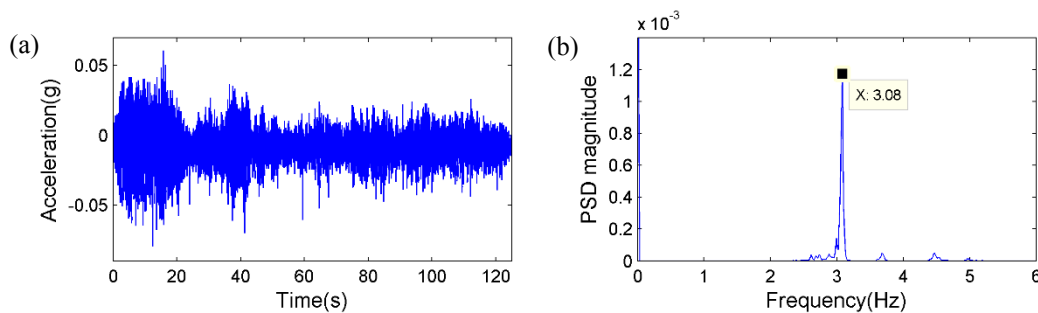 (a)
Acceleration(g)
0.05
0
-0.05
0 20 40 60 80 100 120
Time(s)
(b)
x 10⁻³
PSD magnitude
1.2
1
0.8
0.6
0.4
0.2
0
X: 3.08
0 1 2 3 4 5 6
Frequency(Hz)